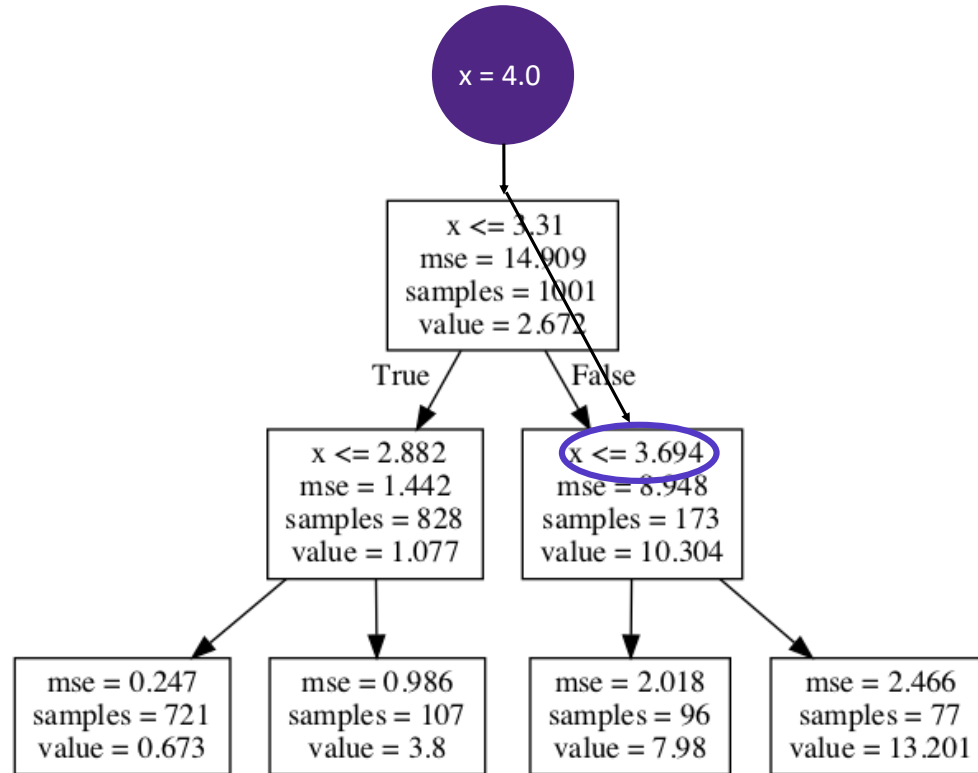 x = 4.0
x <= 3.31
mse = 14.909
samples = 1001
value = 2.672
True
False
x <= 2.882
mse = 1.442
samples = 828
value = 1.077
x <= 3.694
mse = 8.948
samples = 173
value = 10.304
mse = 0.247
samples = 721
value = 0.673
mse = 0.986
samples = 107
value = 3.8
mse = 2.018
samples = 96
value = 7.98
mse = 2.466
samples = 77
value = 13.201